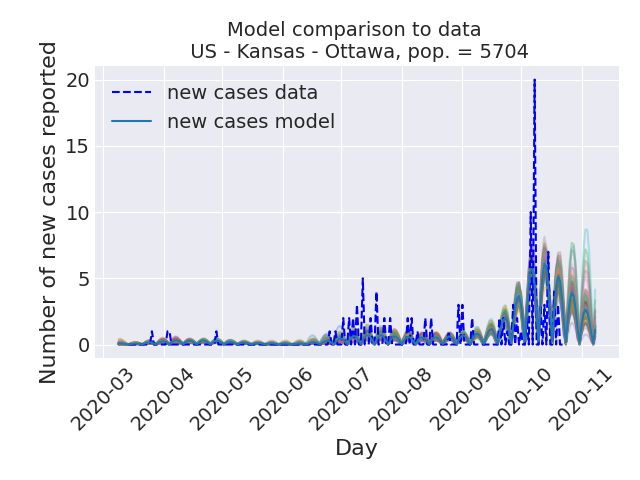 Model comparison to data
US - Kansas - Ottawa, pop. = 5704
Number of new cases reported
20
15
10
5
0
new cases data
new cases model
2020-03
2020-04
2020-05
2020-06
2020-07
2020-08
2020-09
2020-10
2020-11
Day